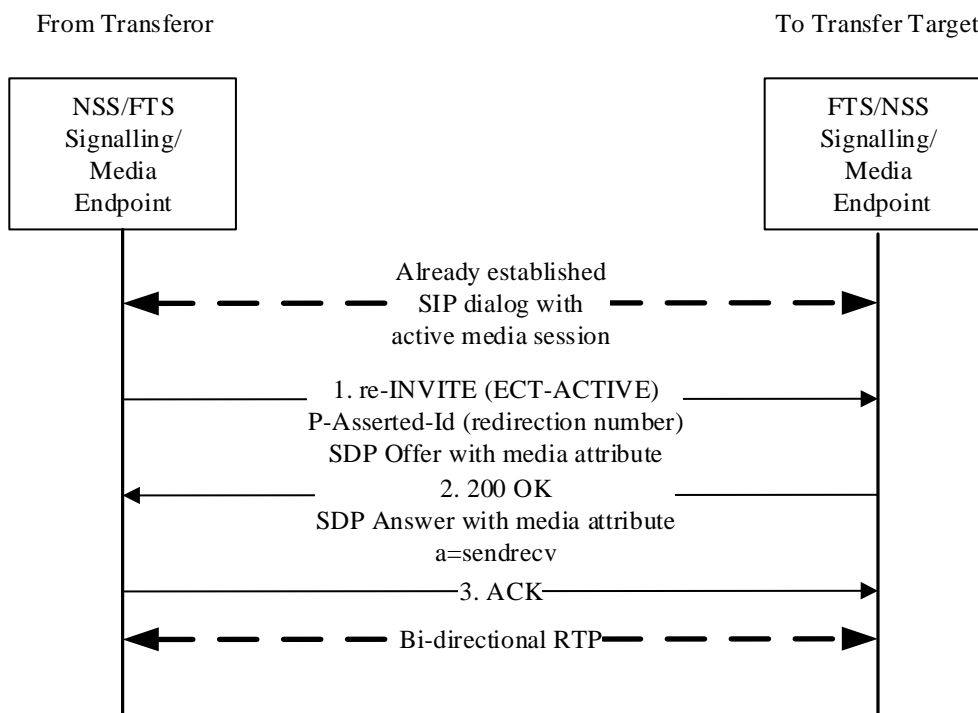 From Transferor
To Transfer Target
NSS/FTS
Signalling/
Media
Endpoint
FTS/NSS
Signalling/
Media
Endpoint
Already established
SIP dialog with
active media session
1. re-INVITE (ECT-ACTIVE)
P-Asserted-Id (redirection number)
SDP Offer with media attribute
2. 200 OK
SDP Answer with media attribute
a=sendrecv
3. ACK
Bi-directional RTP